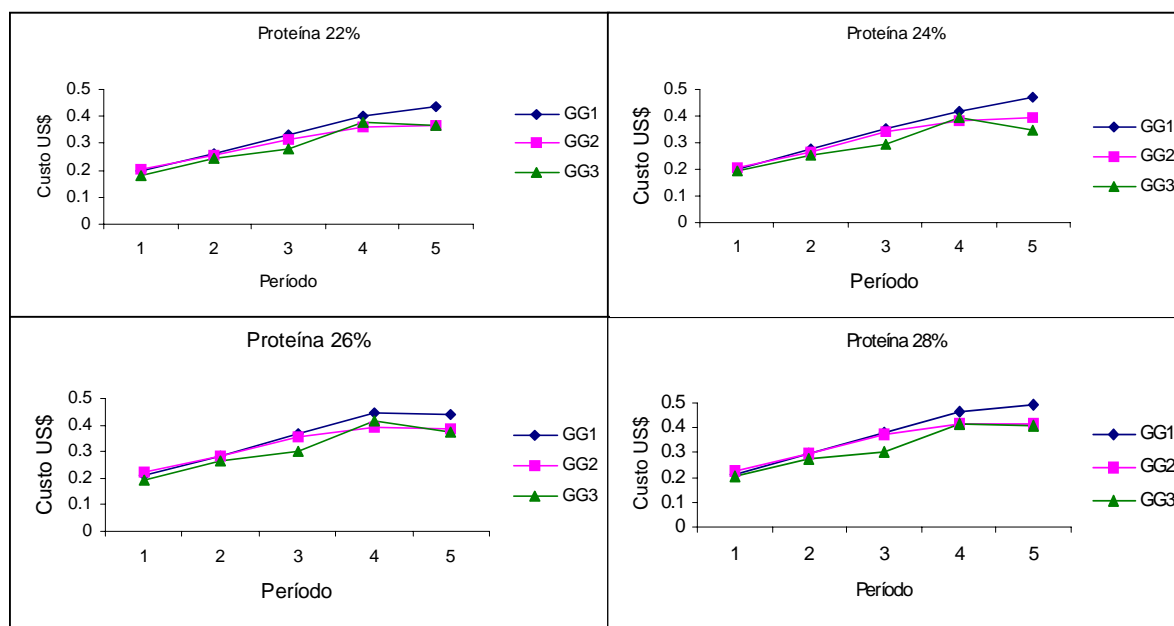 Proteína 22%
0.5
0.4
0.3
0.2
0.1
0
Custo US$
1 2 3 4 5
Período
GG1
GG2
GG3
Proteína 24%
0.5
0.4
0.3
0.2
0.1
0
Custo US$
1 2 3 4 5
Período
GG1
GG2
GG3
Proteína 26%
0.5
0.4
0.3
0.2
0.1
0
Custo US$
1 2 3 4 5
Período
GG1
GG2
GG3
Proteína 28%
0.5
0.4
0.3
0.2
0.1
0
Custo US$
1 2 3 4 5
Período
GG1
GG2
GG3